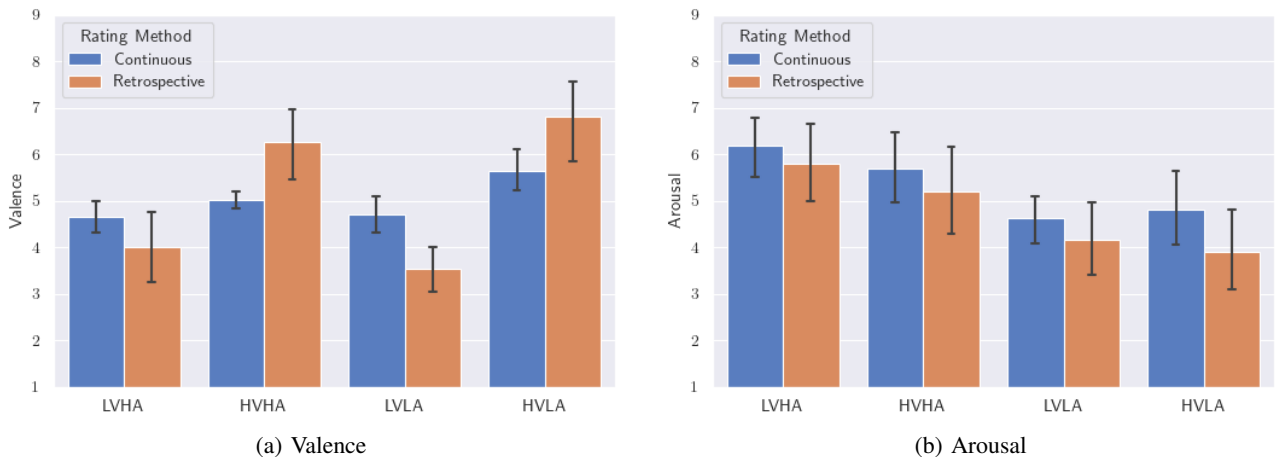 9
8
7
6
5
4
3
2
1
Valence
Rating Method
Continuous
Retrospective
LVHA HVHA LVLA HVLA
(a) Valence
9
8
7
6
5
4
3
2
1
Arousal
Rating Method
Continuous
Retrospective
LVHA HVHA LVLA HVLA
(b) Arousal